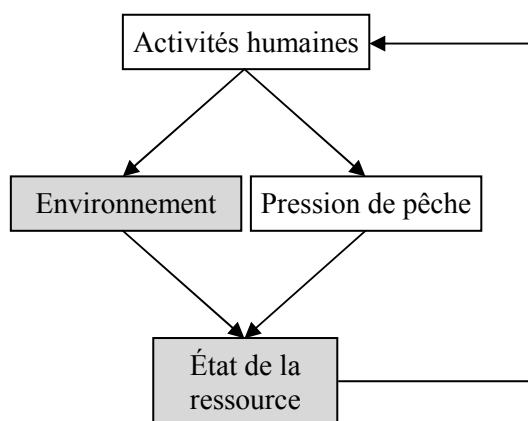 Activités humaines
Environnement
Pression de pêche
État de la
ressource